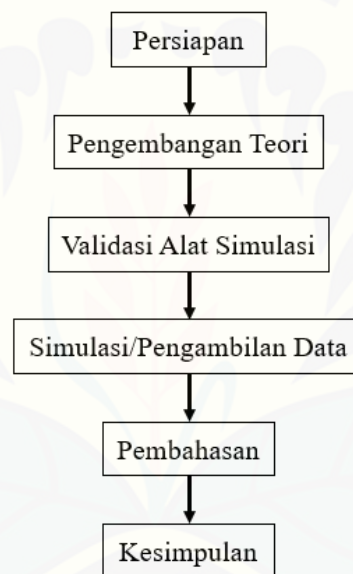 Persiapan
Pengembangan Teori
Validasi Alat Simulasi
Simulasi/Pengambilan Data
Pembahasan
Kesimpulan